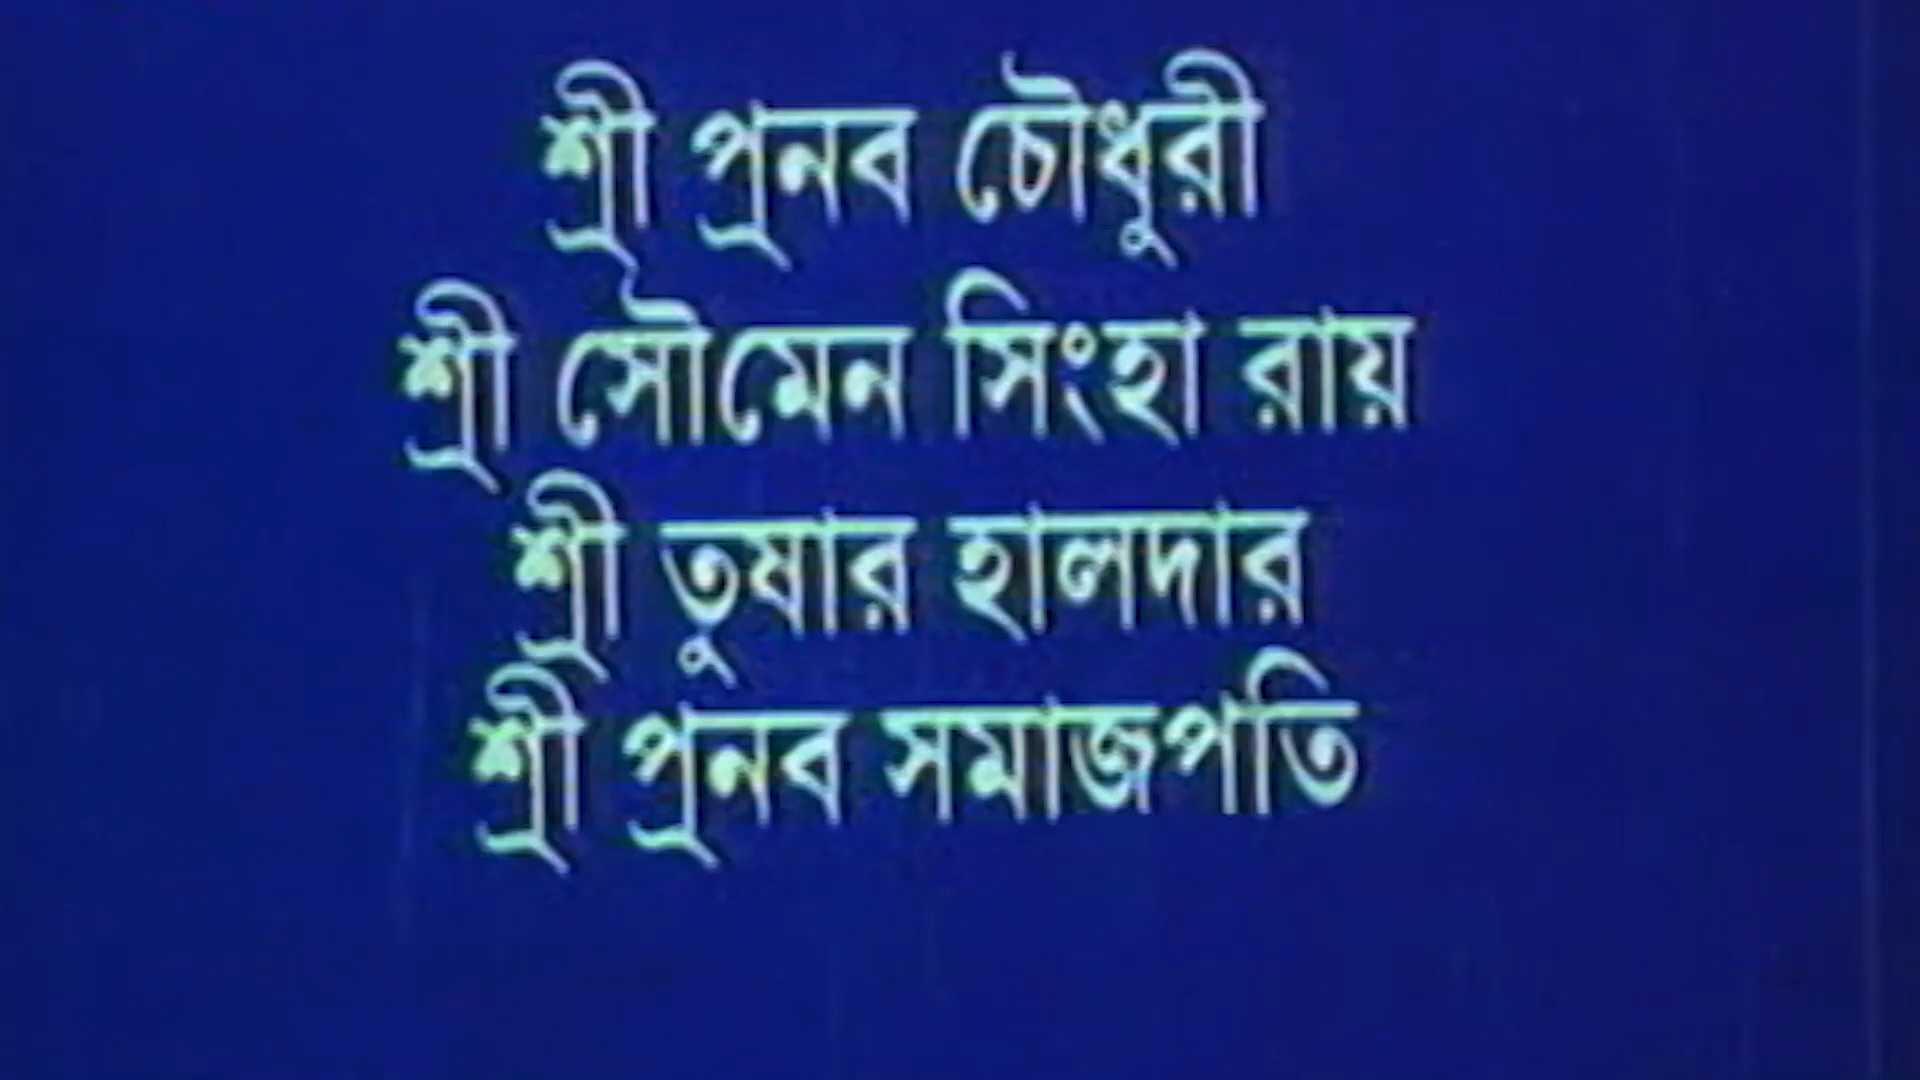 শ্রী প্রনব চৌধুরী
শ্রী সৌমেন সিংহা রায়
শ্রী তুষার হালদার
শ্রী প্রনব সমাজপতি